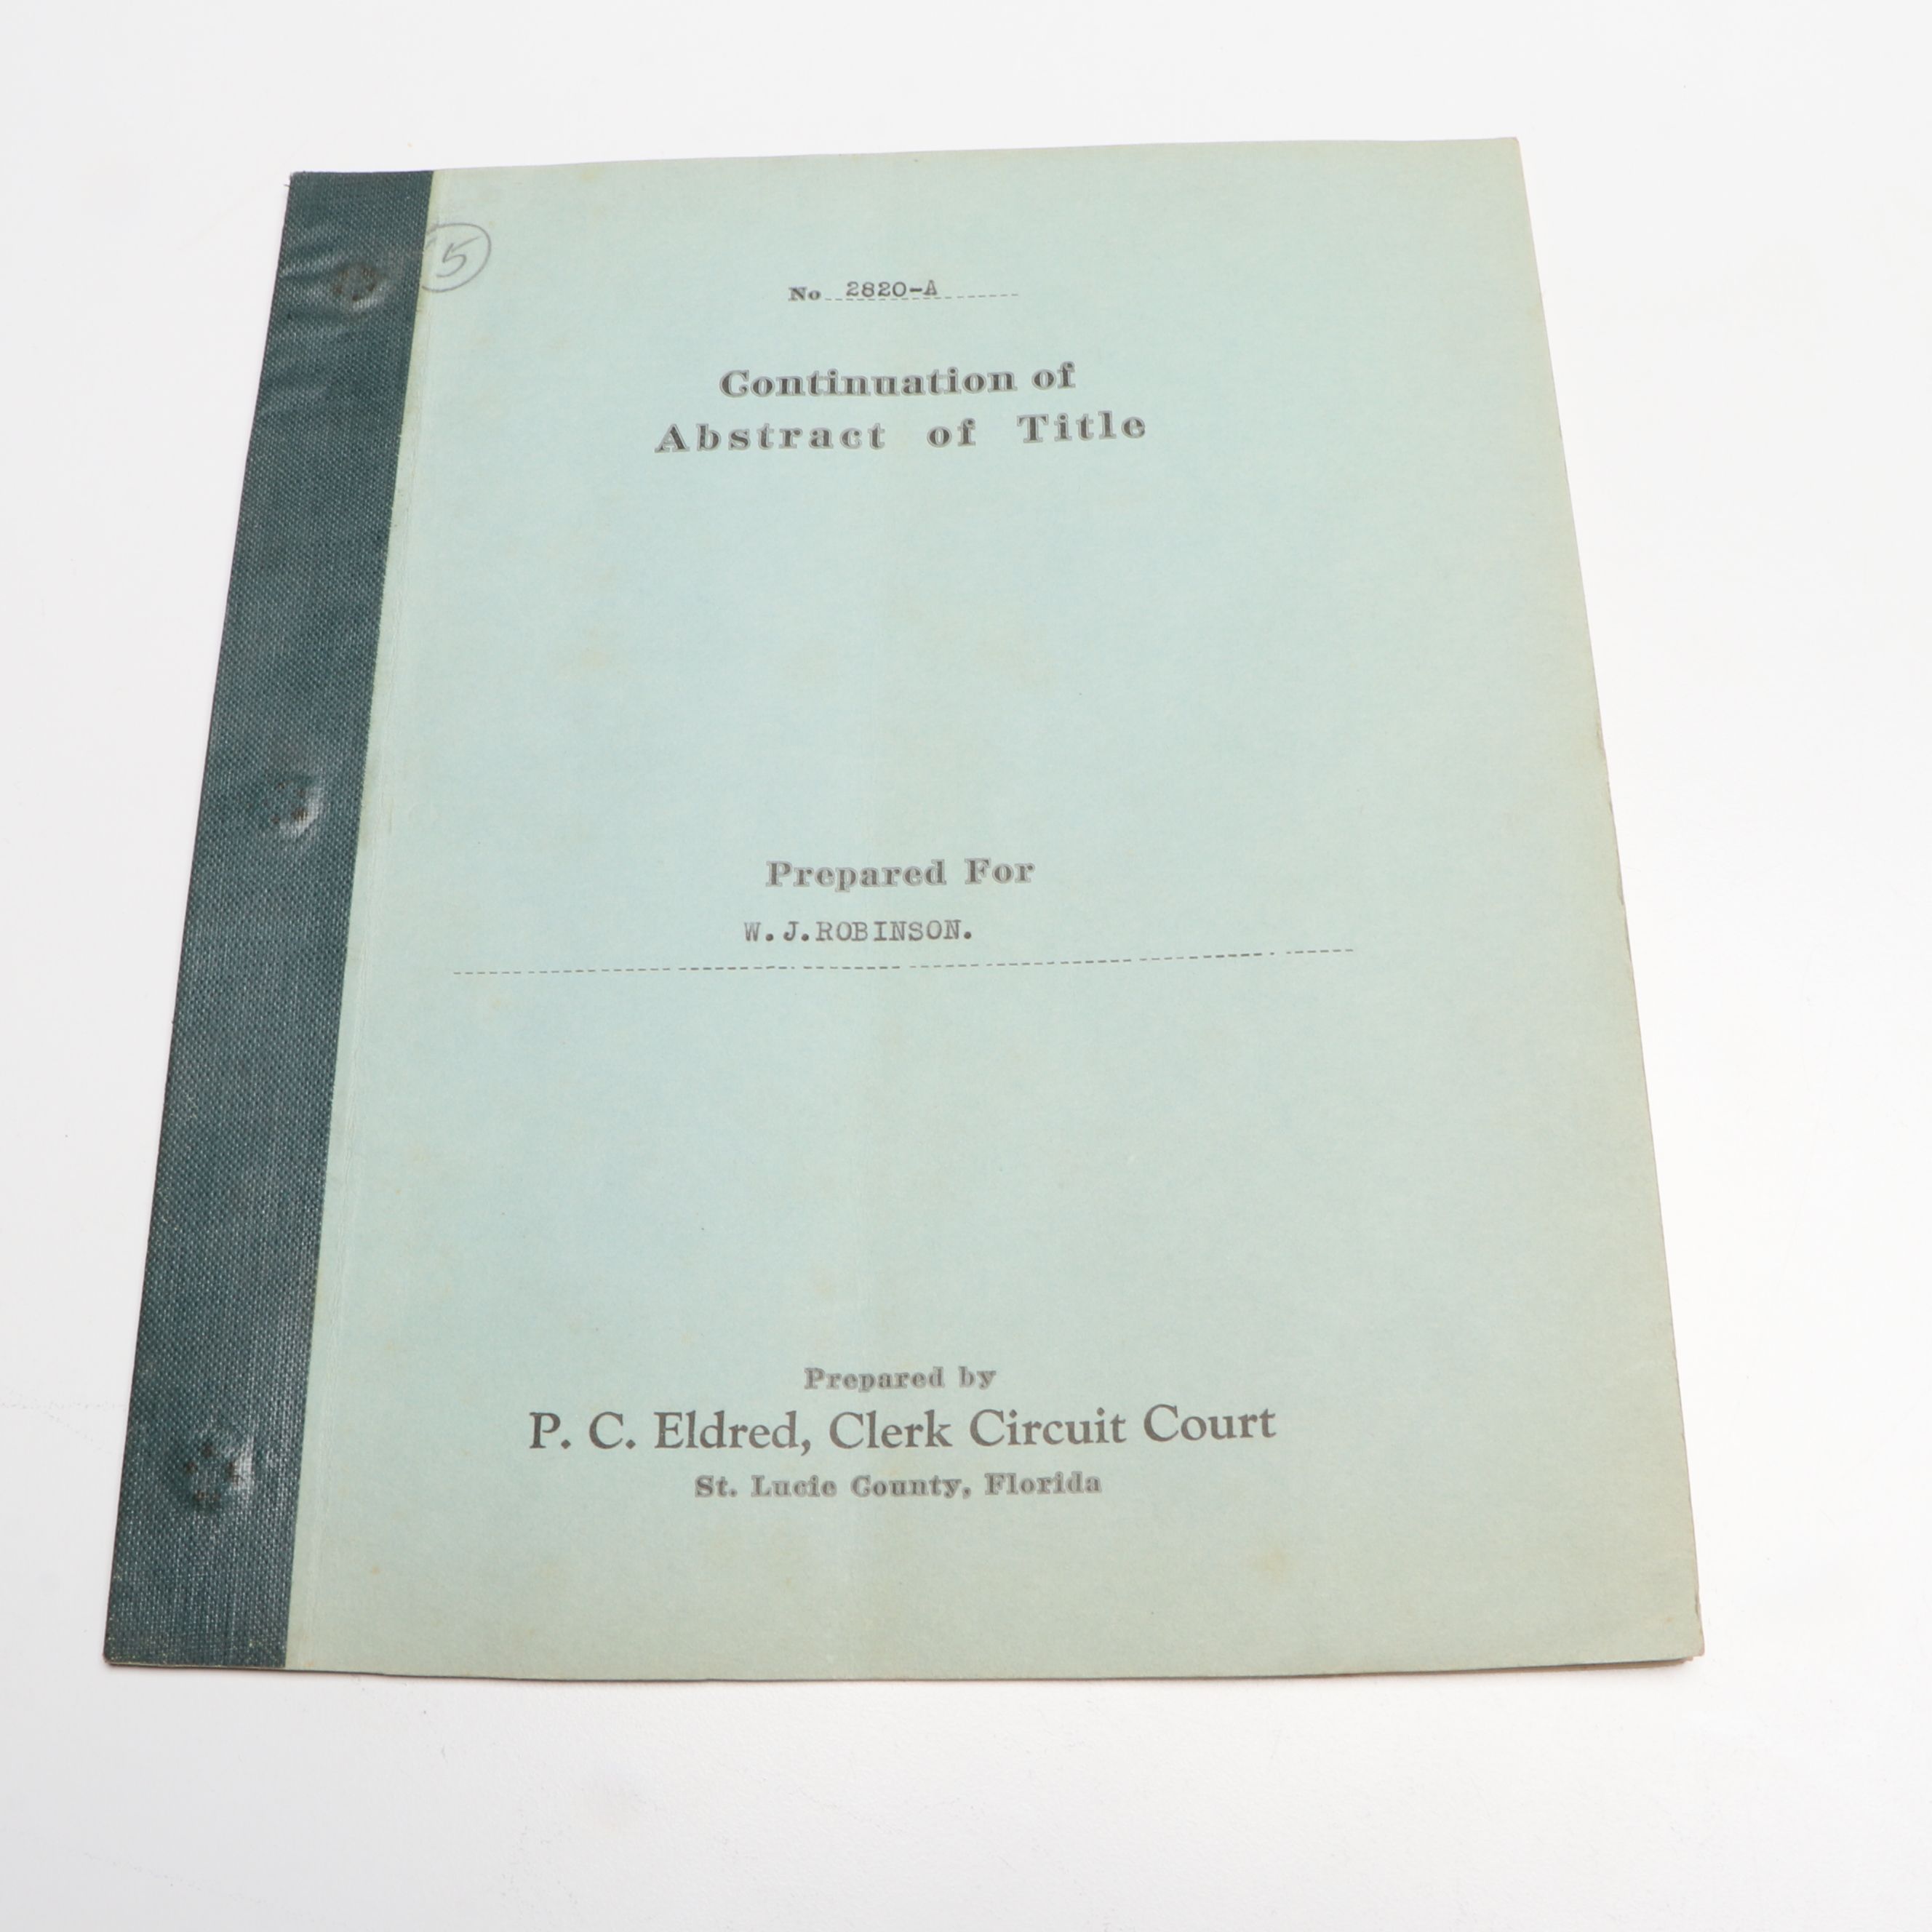 5
No 2820-A
Continuation of
Abstract of Title
Prepared For
W.J.ROBINSON.
Prepared by
P. C. Eldred, Clerk Circuit Court
St. Lucie County, Florida